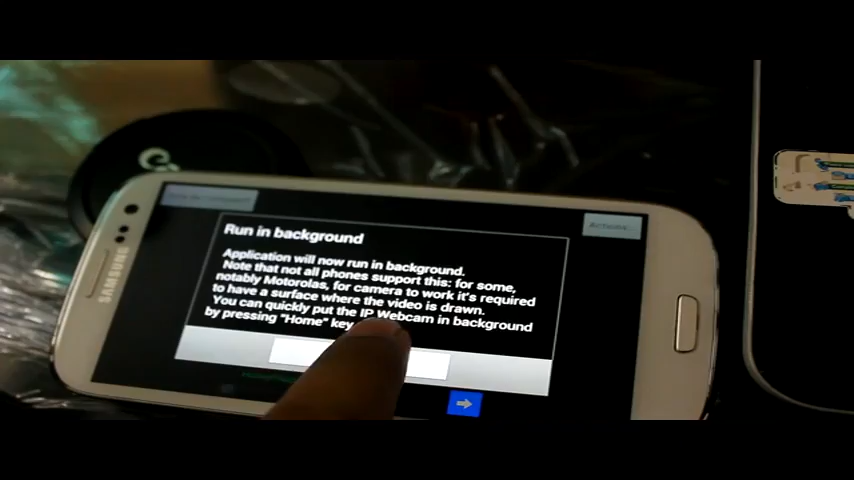 Actions...
Run in background
Application will now run in background.
Note that not all phones support this: for some,
notably Motorolas, for camera to work it's required
to have a surface where the video is drawn.
You can quickly put the IP Webcam in background
by pressing "Home" key
SAMSUNG